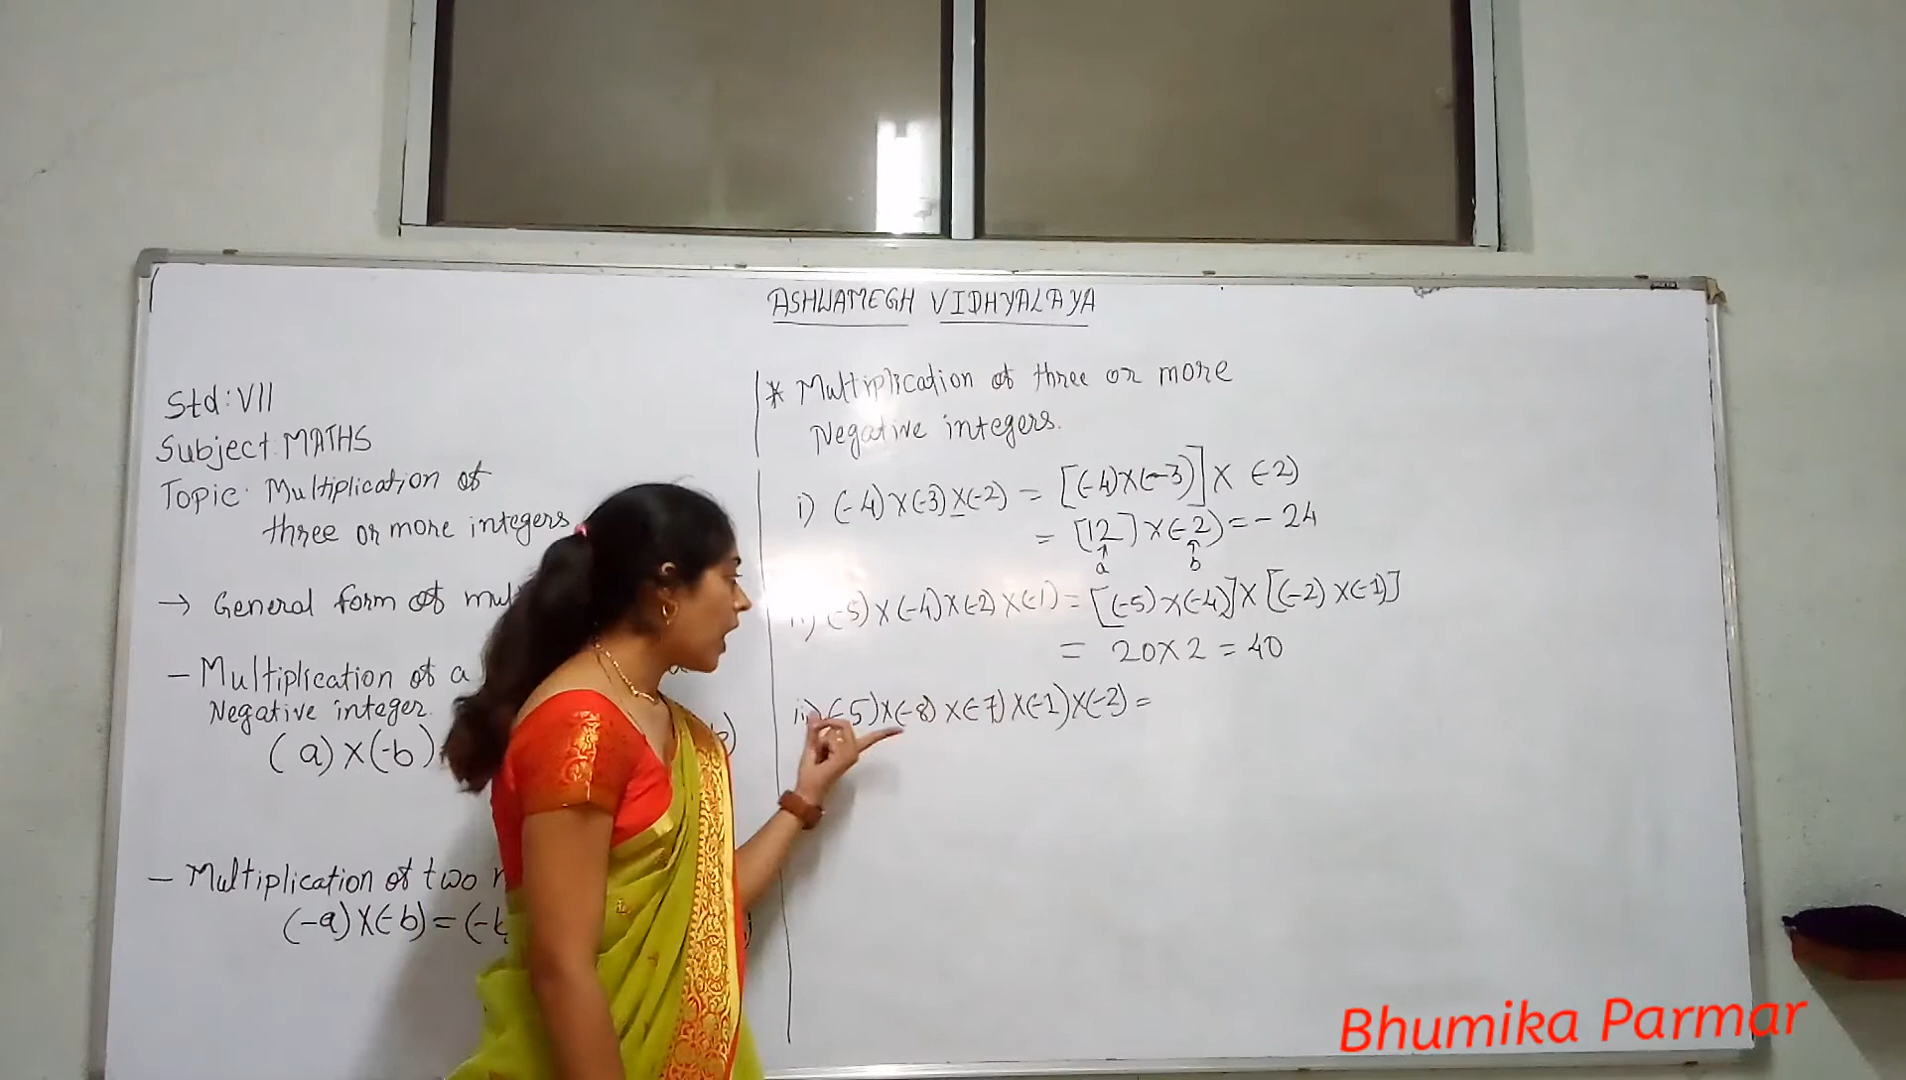 ASHWAMEGH VIDHYALAYA
Std: VII
Subject: MATHS
Topic: Multiplication of
three or more integers
→ General form of
- Multiplication of a
Negative integer.
(a)×(-b)
- Multiplication of two
(-a)×(-b)=
* Multiplication of three or more
Negative integers.
i) (-4)×(-3)×(-2) = [(-4)×(-3)]×(-2)
= [12]×(-2)=-24
a b
ii) (-5)×(-4)×(-2)×(-1) = [(-5)×(-4)]×[(-2)×(-1)]
= 20×2 = 40
(-5)×(-8)×(-7)×(-1)×(-2) =
Bhumika Parmar